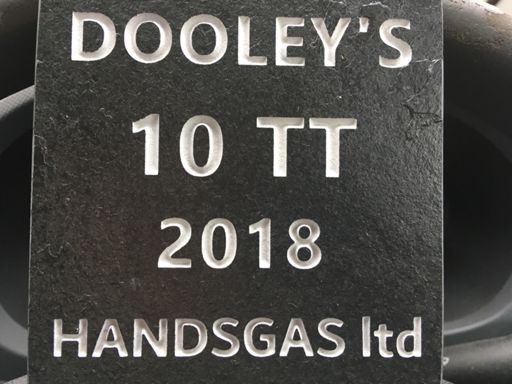 DOOLEY'S
10 TT
2018
HANDSGAS ltd